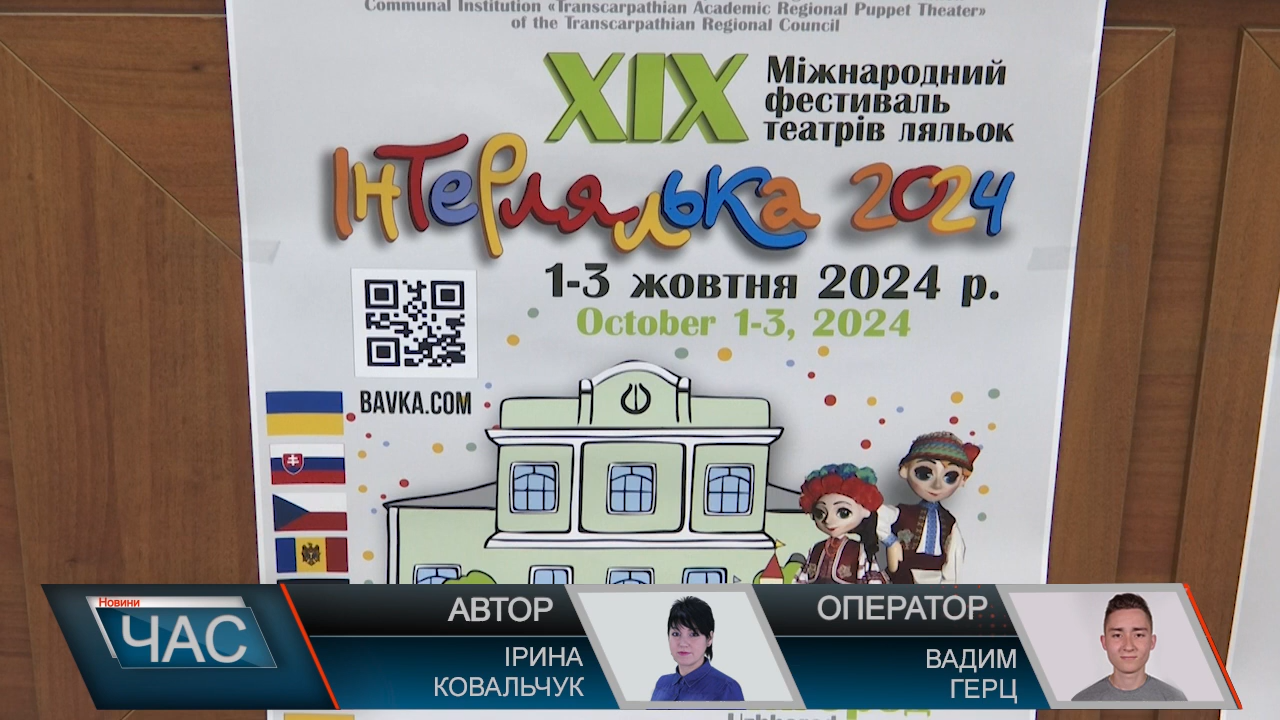 Communal Institution «Transcarpathian Academic Regional Puppet Theater»
of the Transcarpathian Regional Council
XIX
Міжнародний
фестиваль
театрів ляльок
Інтерлялька 2024
1-3 жовтня 2024 р.
October 1-3, 2024
BAVKA.COM
Новини
ЧАС
АВТОР
ІРИНА
КОВАЛЬЧУК
ОПЕРАТОР
ВАДИМ
ГЕРЦ